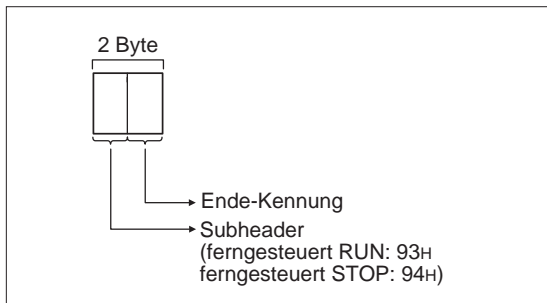 2 Byte
Ende-Kennung
Subheader
(ferngesteuert RUN: 93H
ferngesteuert STOP: 94H)